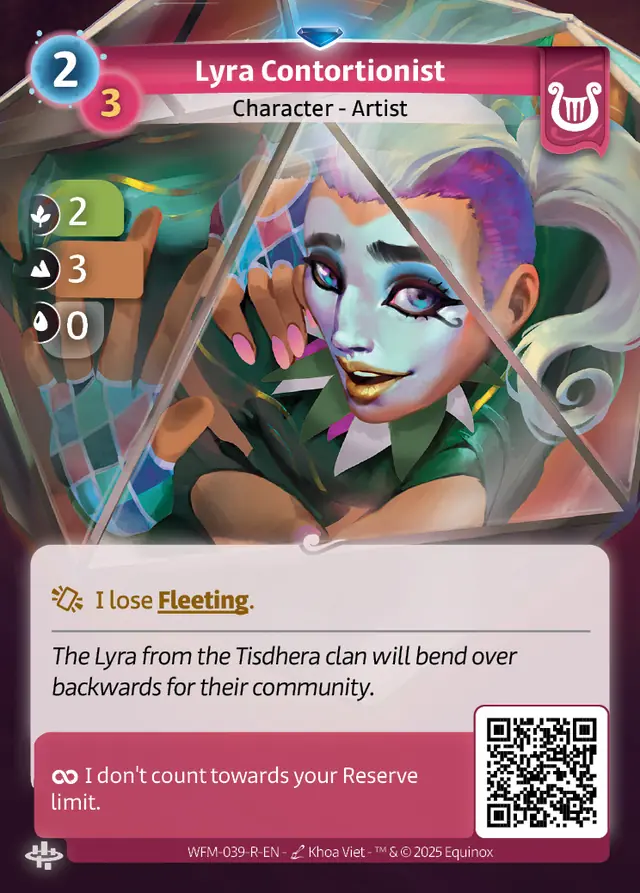 2
Lyra Contortionist
3
Character - Artist
2
3
0
I lose Fleeting.
The Lyra from the Tisdhera clan will bend over
backwards for their community.
∞ I don't count towards your Reserve
limit.
WFM-039-R-EN - Khoa Viet - ™ & © 2025 Equinox